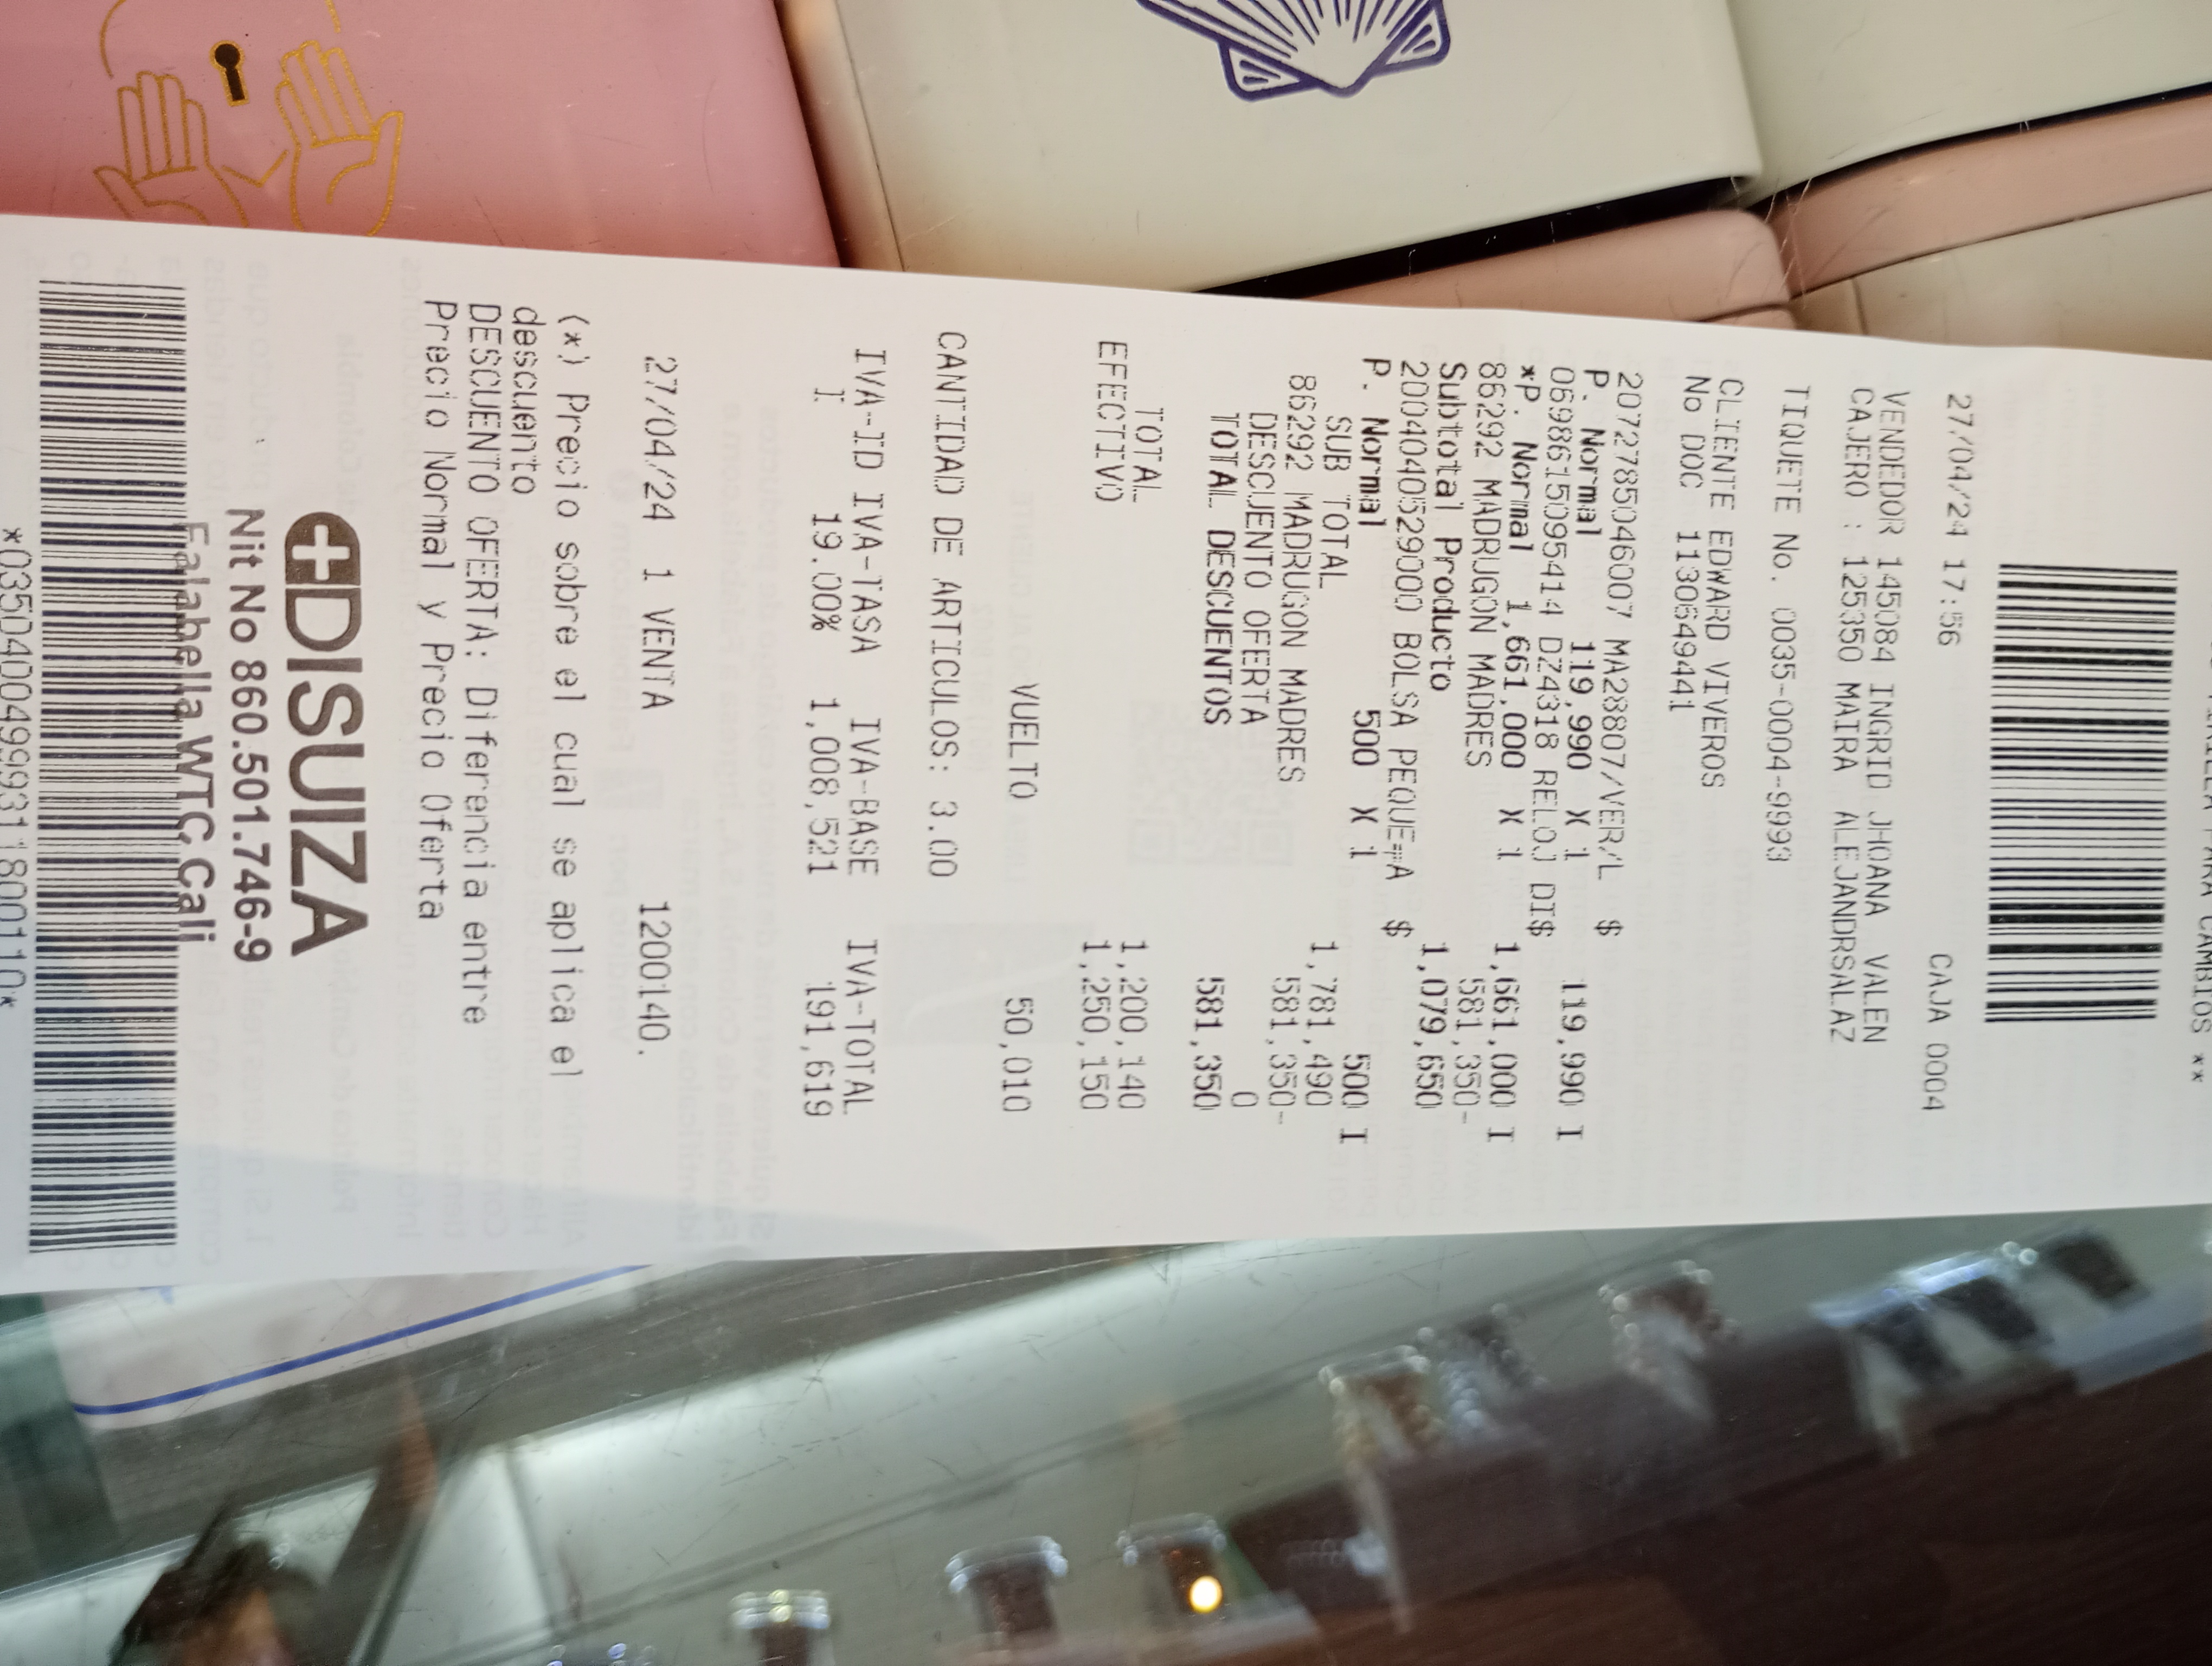 PARA CAMBIOS **
27/04/24 17:56 CAJA 0004
VENDEDOR 145084 INGRID JHOANA VALEN
CAJERO : 125350 MAIRA ALEJANDRSALAZ
TIQUETE No. 0035-0004-9993
CLIENTE EDWARD VIVEROS
No DOC 1130649441
2072785046007 MA28807/VER/L $
P. Normal 119,990 X 1 119,990 I
0698615095414 DZ4318 RELOJ DI$
*P. Normal 1,661,000 X 1 1,661,000 I
86292 MADRUGON MADRES 581,350-
Subtotal Producto 1,079,650
2004040529000 BOLSA PEQUE#A $
P. Normal 500 X 1 500 I
SUB TOTAL 1,781,490
86292 MADRUGON MADRES 581,350-
DESCUENTO OFERTA 0
TOTAL DESCUENTOS 581,350
TOTAL 1,200,140
EFECTIVO 1,250,150
VUELTO 50,010
CANTIDAD DE ARTICULOS: 3.00
IVA-ID IVA-TASA IVA-BASE IVA-TOTAL
I 19.00% 1,008,521 191,619
27/04/24 1 VENTA 1200140.
(*) Precio sobre el cual se aplica el
descuento
DESCUENTO OFERTA: Diferencia entre
Precio Normal y Precio Oferta
DISUIZA
Nit No 860.501.746-9
Falabella WTC Cali
*03504004999311800110*